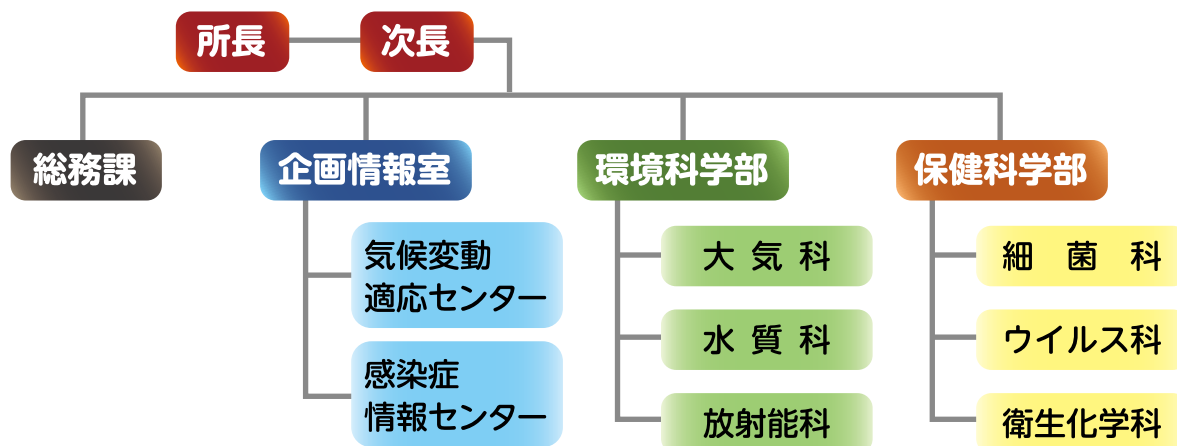 所長
次長
総務課
企画情報室
環境科学部
保健科学部
気候変動
適応センター
感染症
情報センター
大気科
水質科
放射能科
細菌科
ウイルス科
衛生化学科